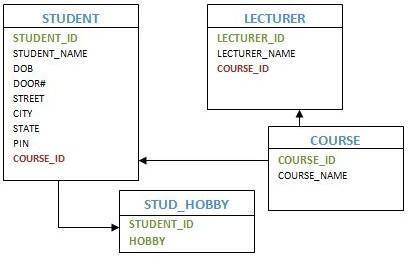 STUDENT
STUDENT_ID
STUDENT_NAME
DOB
DOOR#
STREET
CITY
STATE
PIN
COURSE_ID
LECTURER
LECTURER_ID
LECTURER_NAME
COURSE_ID
COURSE
COURSE_ID
COURSE_NAME
STUD_HOBBY
STUDENT_ID
HOBBY